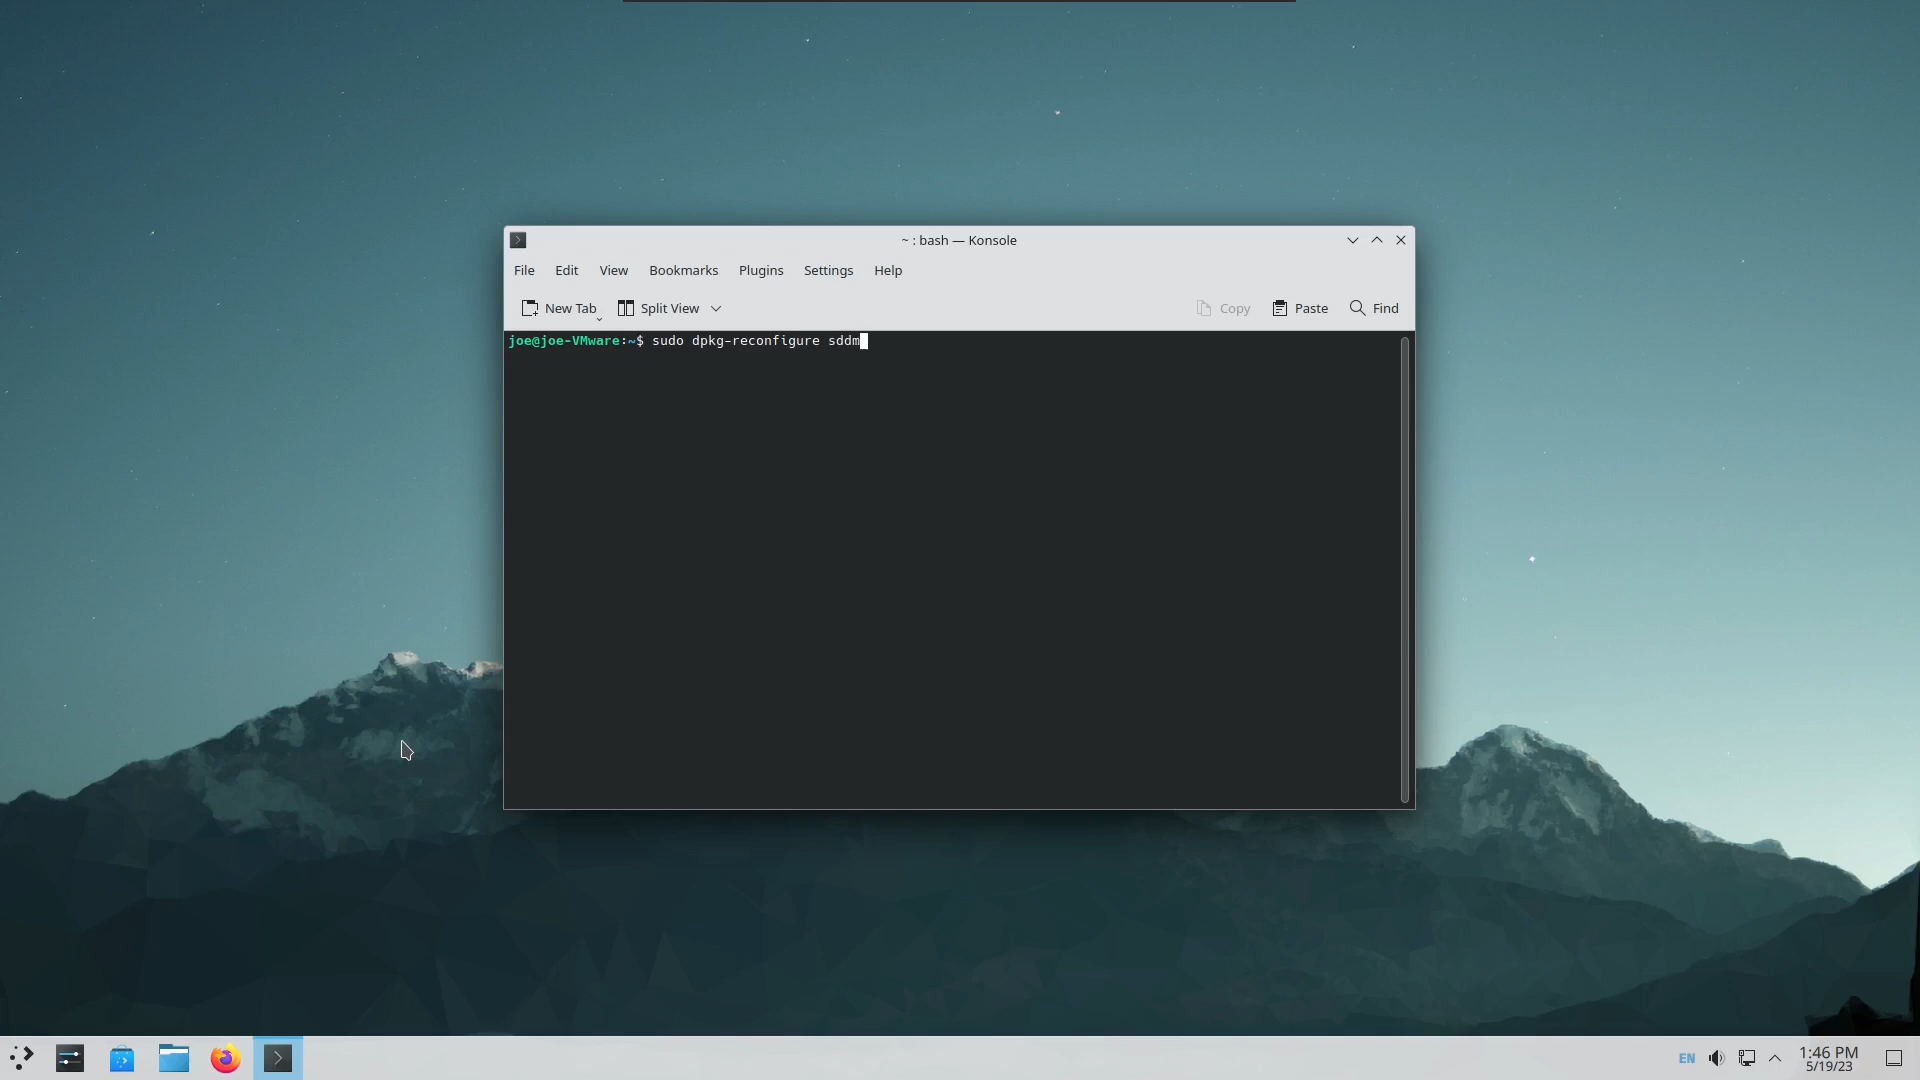 ~ : bash — Konsole
File Edit View Bookmarks Plugins Settings Help
New Tab Split View Copy Paste Find
joe@joe-VMware:~$ sudo dpkg-reconfigure sddm
EN 1:46 PM
5/19/23